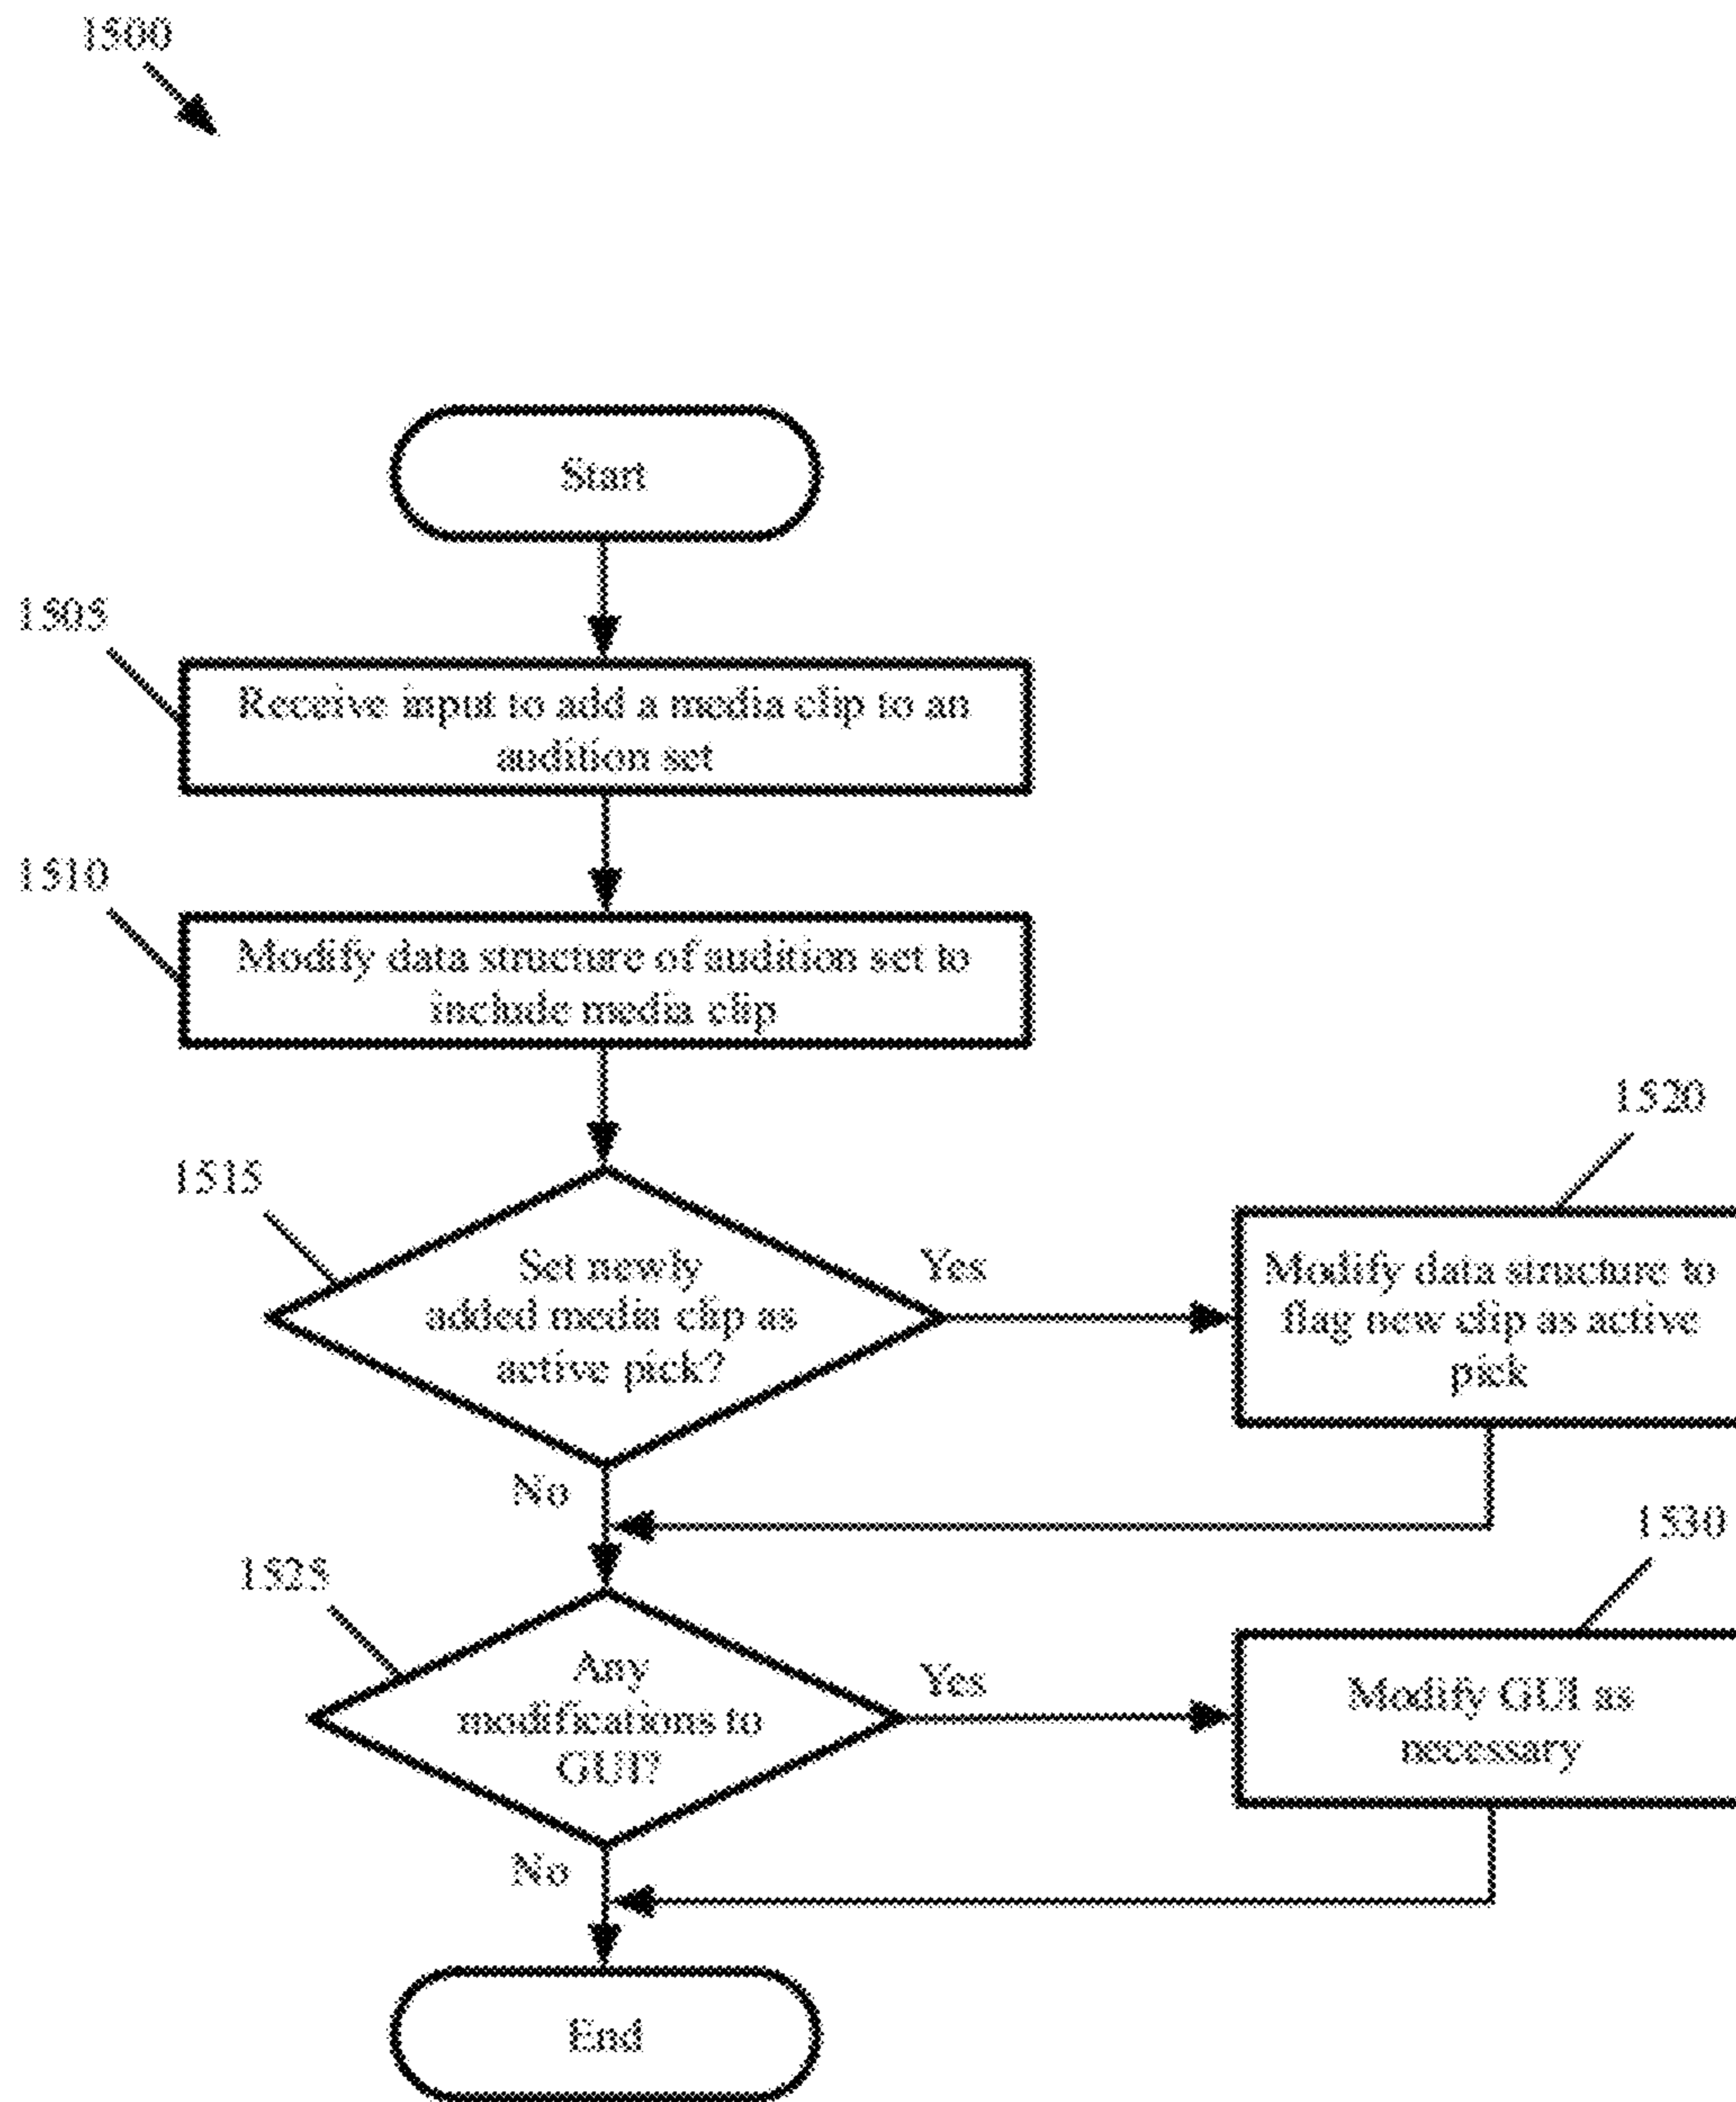 1500
Start
1505
Receive input to add a media clip to an
audition set
1510
Modify data structure of audition set to
include media clip
1515
Set newly
added media clip as
active pick?
Yes
1520
Modify data structure to
flag new clip as active
pick
No
1525
Any
modifications to
GUI?
Yes
1530
Modify GUI as
necessary
No
End